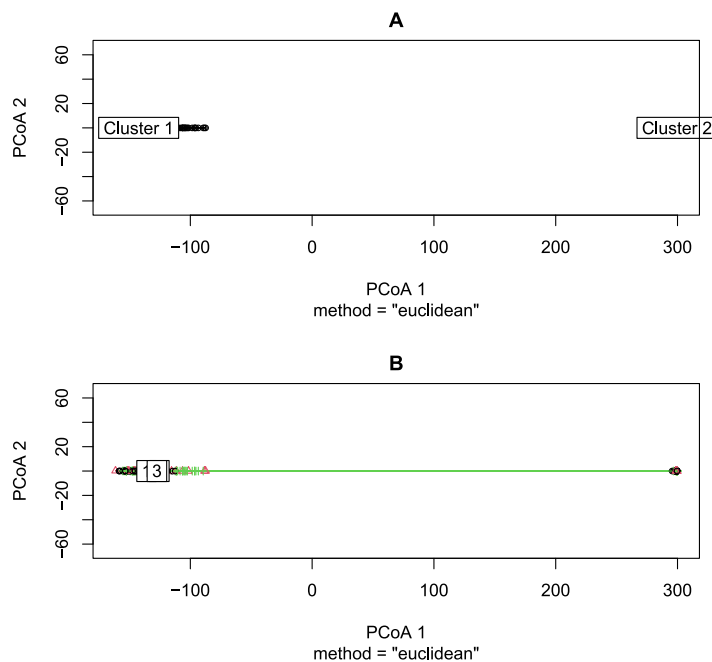 A
60
20
−20
−60
PCoA 2
Cluster 1
Cluster 2
−100 0 100 200 300
PCoA 1
method = "euclidean"
B
60
20
−20
−60
PCoA 2
13
−100 0 100 200 300
PCoA 1
method = "euclidean"